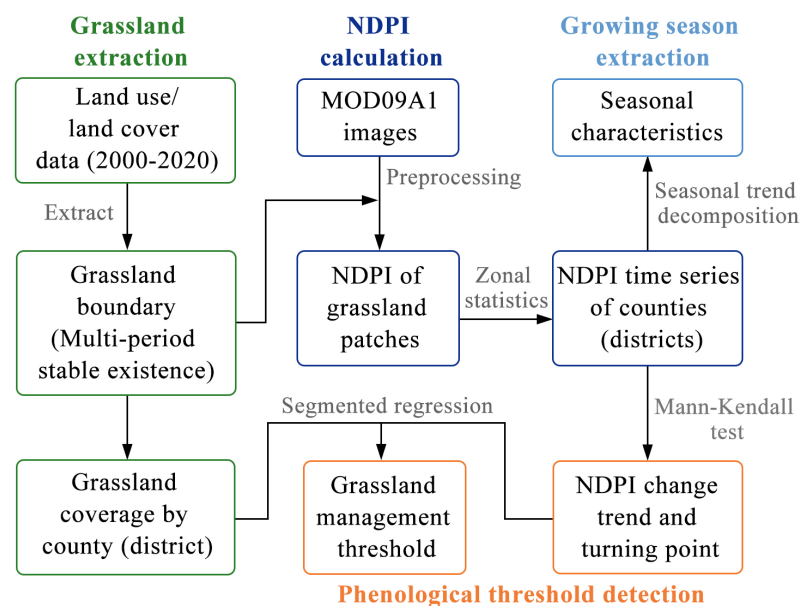 Grassland
extraction
NDPI
calculation
Growing season
extraction
Land use/
land cover
data (2000-2020)
MOD09A1
images
Seasonal
characteristics
Preprocessing
Extract
Seasonal trend
decomposition
Grassland
boundary
(Multi-period
stable existence)
NDPI of
grassland
patches
Zonal
statistics
NDPI time series
of counties
(districts)
Segmented regression
Mann-Kendall
test
Grassland
coverage by
county (district)
Grassland
management
threshold
NDPI change
trend and
turning point
Phenological threshold detection